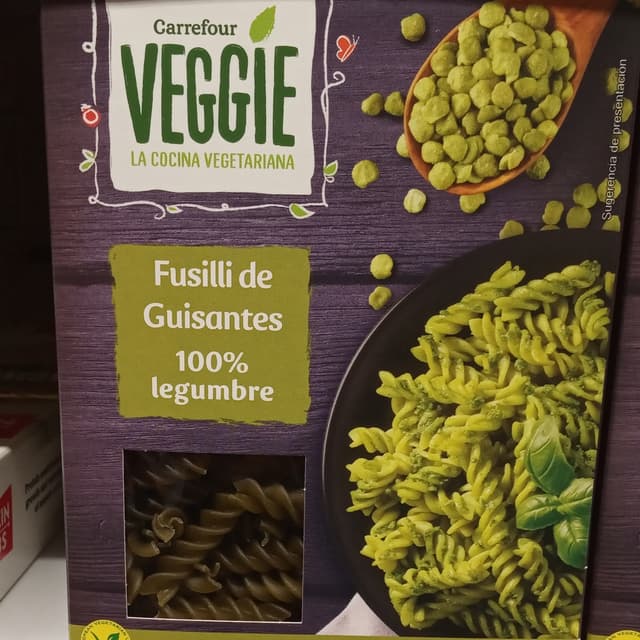 Carrefour
VEGGIE
LA COCINA VEGETARIANA
Sugerencia de presentación
Fusilli de
Guisantes
100%
legumbre